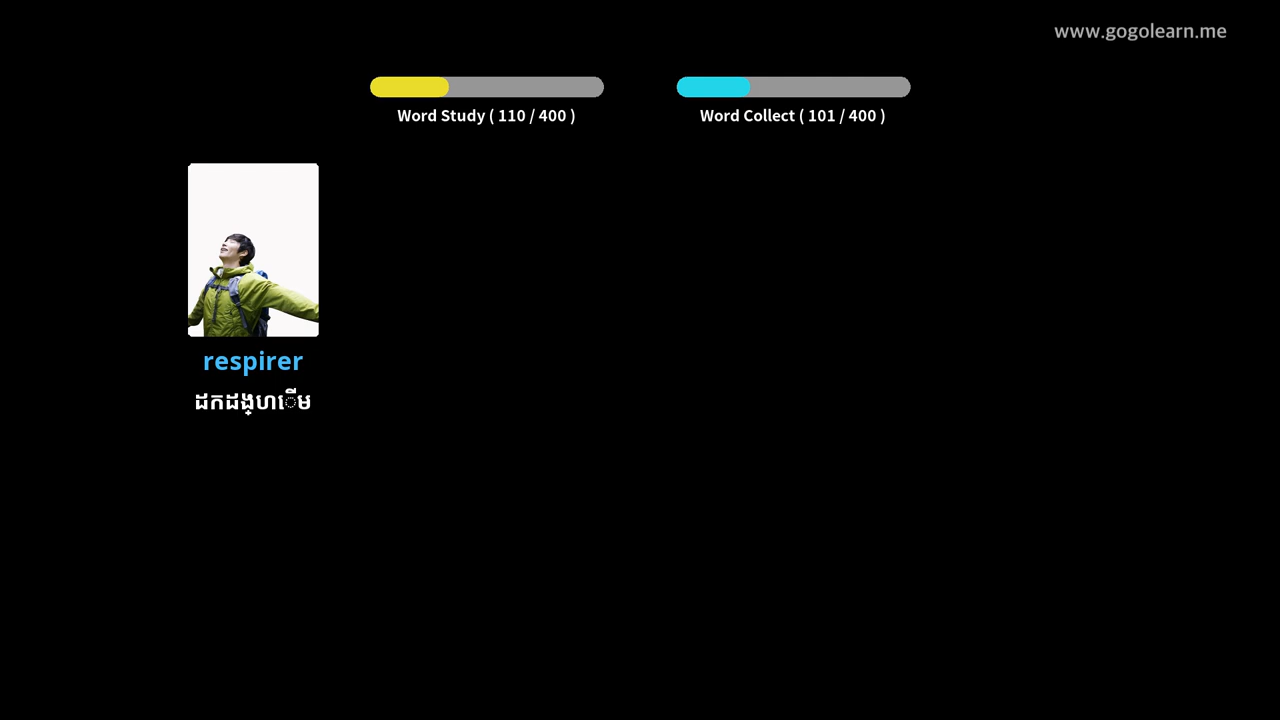 www.gogolearn.me
Word Study ( 110 / 400 )
Word Collect ( 101 / 400 )
respirer
ដកដង្ហើម